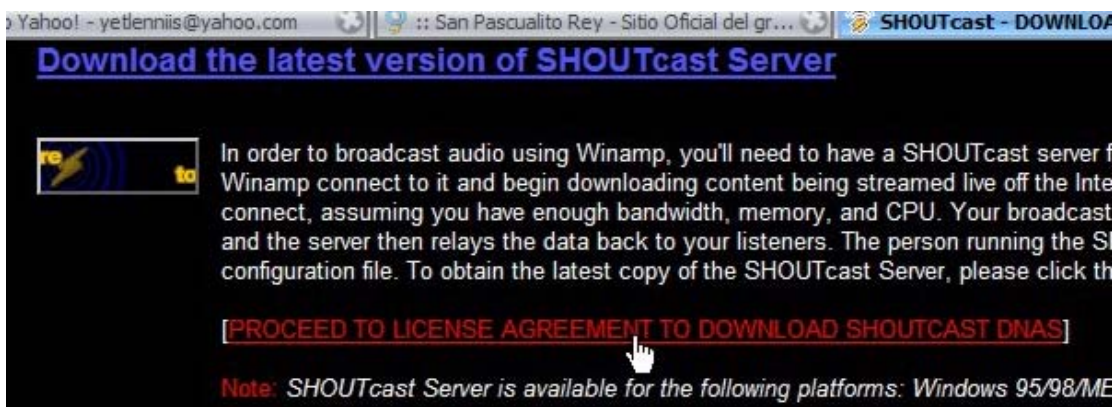 Yahoo! - yetlenniis@yahoo.com :: San Pascualito Rey - Sitio Oficial del gr... SHOUTcast - DOWNLOA
Download the latest version of SHOUTcast Server
re to
In order to broadcast audio using Winamp, you'll need to have a SHOUTcast server f
Winamp connect to it and begin downloading content being streamed live off the Inte
connect, assuming you have enough bandwidth, memory, and CPU. Your broadcast
and the server then relays the data back to your listeners. The person running the S
configuration file. To obtain the latest copy of the SHOUTcast Server, please click th
[PROCEED TO LICENSE AGREEMENT TO DOWNLOAD SHOUTCAST DNAS]
Note: SHOUTcast Server is available for the following platforms: Windows 95/98/ME